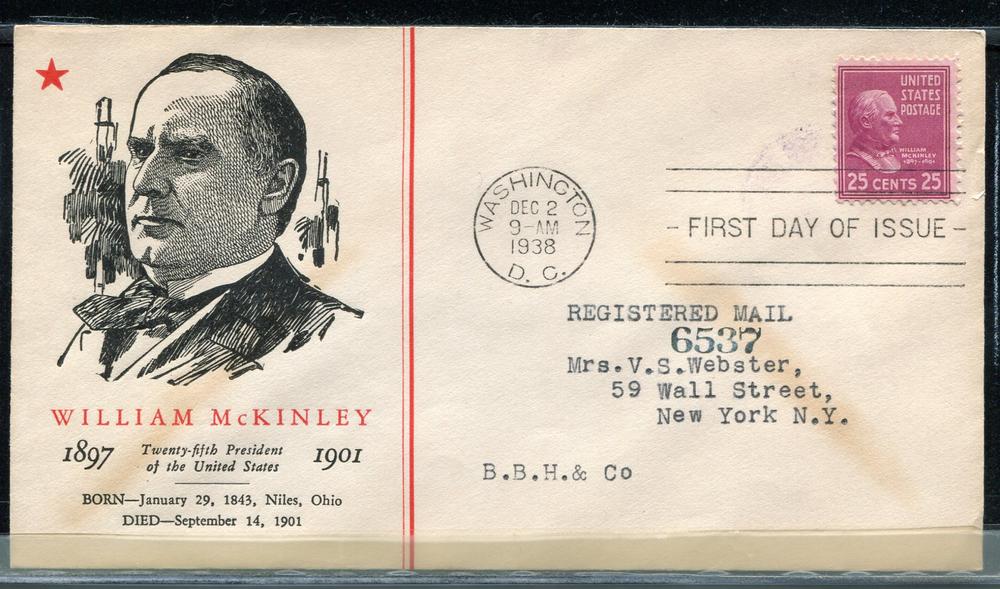 WILLIAM McKINLEY
1897 Twenty-fifth President of the United States 1901
BORN—January 29, 1843, Niles, Ohio
DIED—September 14, 1901
UNITED
STATES
POSTAGE
WILLIAM
McKINLEY
1897-1901
25 CENTS 25
WASHINGTON
DEC 2
9-AM
1938
D. C.
- FIRST DAY OF ISSUE -
REGISTERED MAIL
6537
Mrs.V.S.Webster,
59 Wall Street,
New York N.Y.
B.B.H.& Co